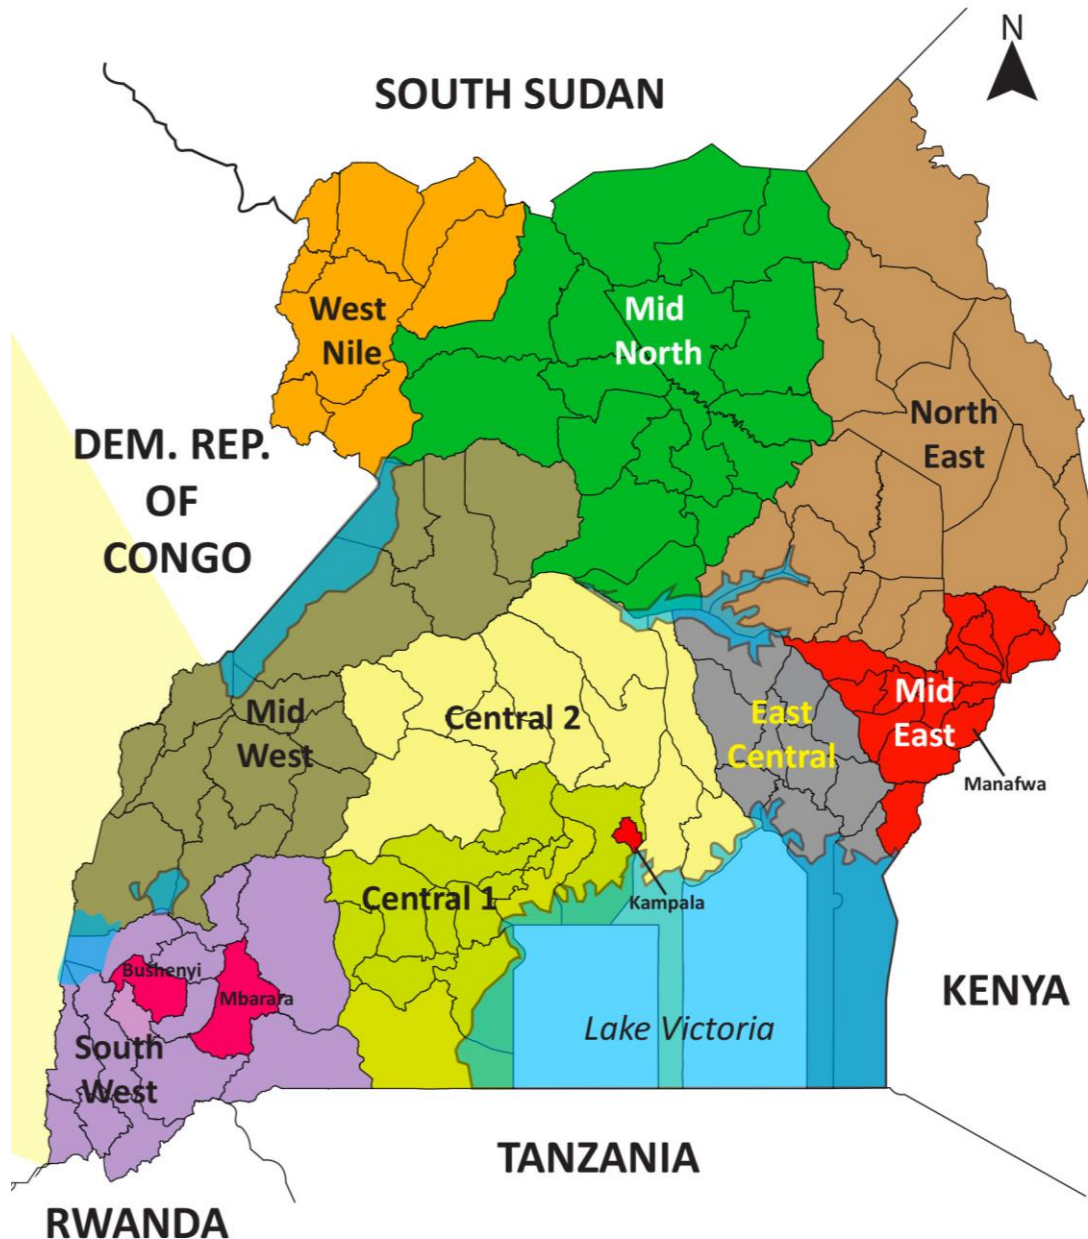 N
SOUTH SUDAN
West
Nile
Mid
North
North
East
DEM. REP.
OF
CONGO
Mid
West
Central 2
East
Central
Mid
East
Manafwa
Central 1
Kampala
Bushenyi
Mbarara
South
West
Lake Victoria
KENYA
TANZANIA
RWANDA